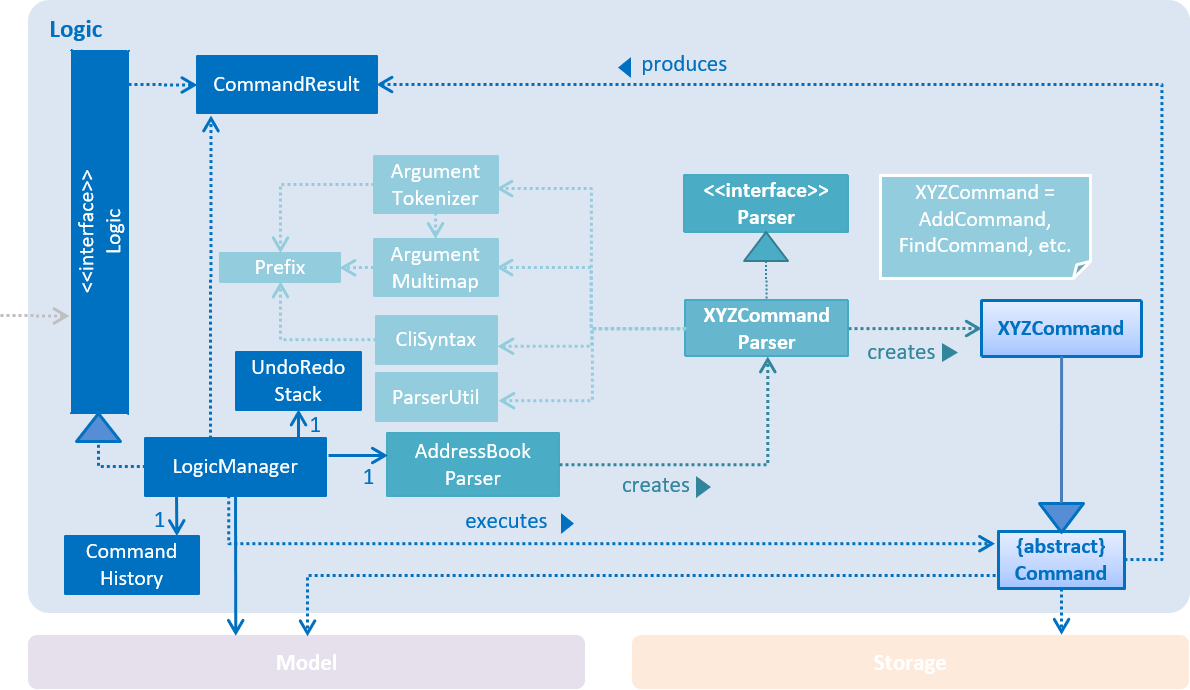 Logic
<<interface>>
Logic
CommandResult
produces
Argument
Tokenizer
<<interface>>
Parser
XYZCommand =
AddCommand,
FindCommand, etc.
Prefix
Argument
Multimap
XYZCommand
Parser
XYZCommand
CliSyntax
creates
UndoRedo
Stack
ParserUtil
1
LogicManager
1
AddressBook
Parser
creates
1
executes
Command
History
{abstract}
Command
Model
Storage